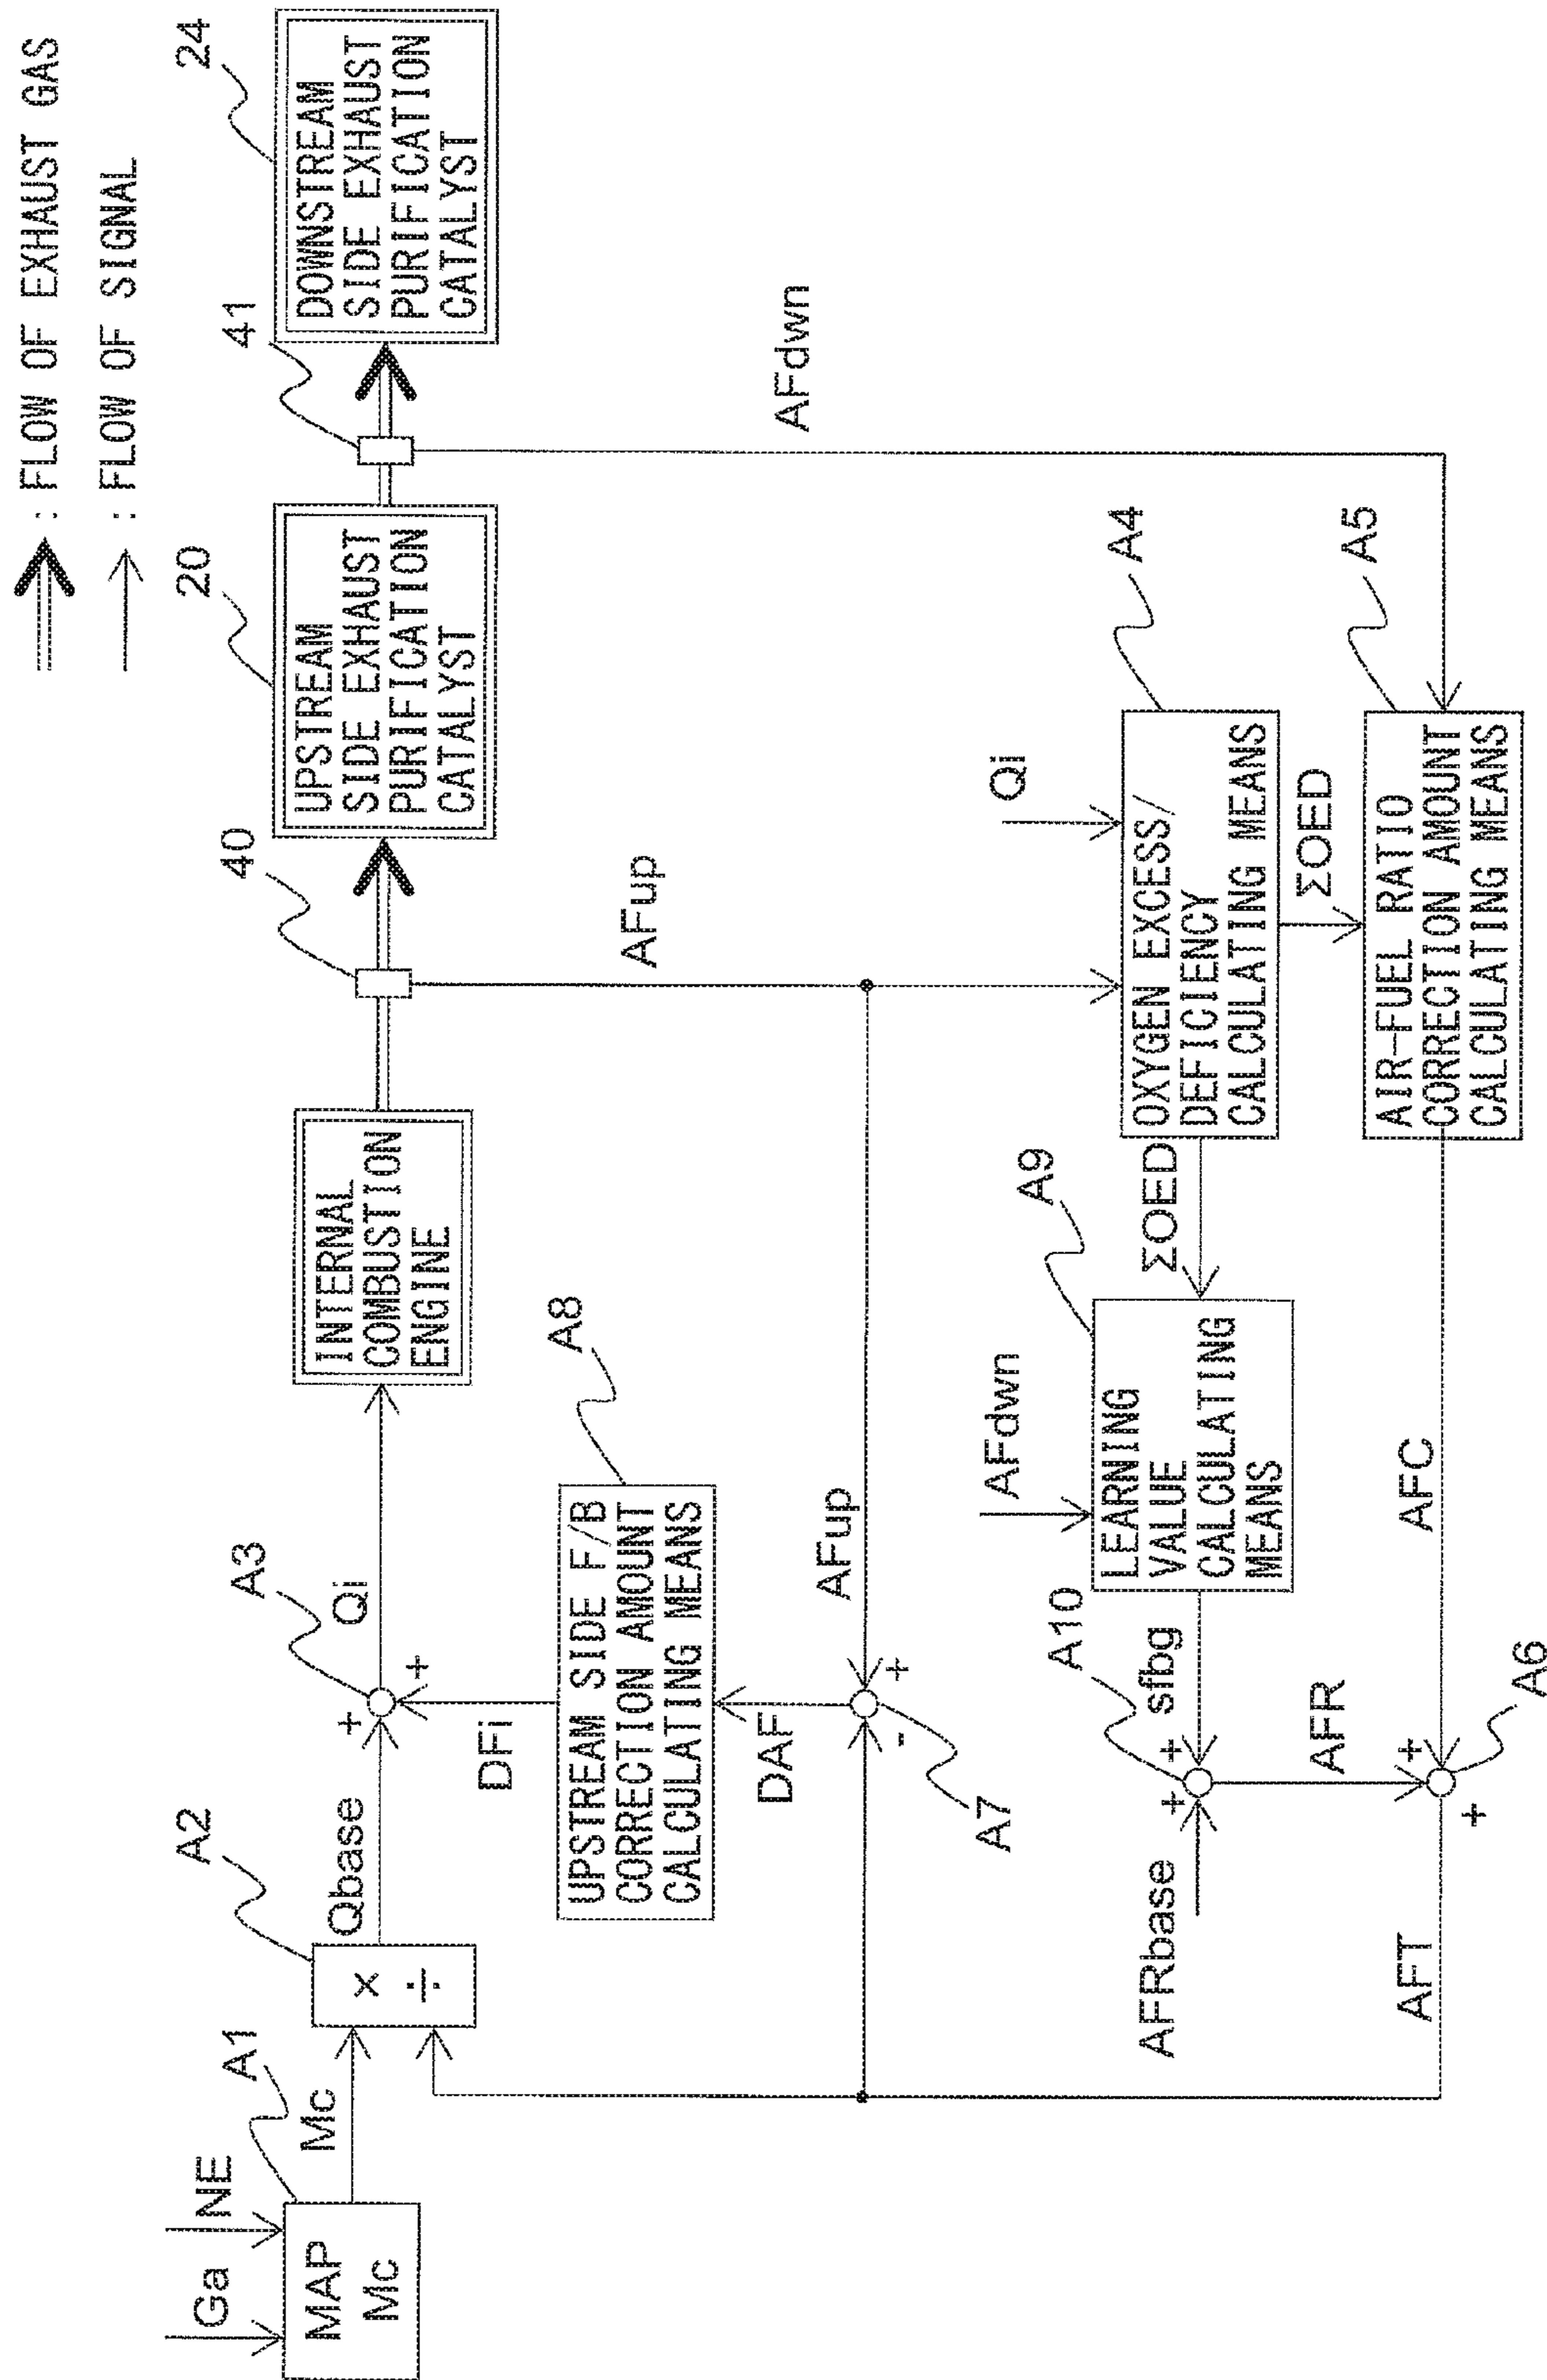 ⇒ : FLOW OF EXHAUST GAS
→ : FLOW OF SIGNAL
Ga
NE
A1
MAP
Mc
Mc
A2
×
÷
Qbase
A3
+
+
Qi
INTERNAL
COMBUSTION
ENGINE
40
20
UPSTREAM
SIDE EXHAUST
PURIFICATION
CATALYST
41
24
DOWNSTREAM
SIDE EXHAUST
PURIFICATION
CATALYST
DFi
A8
UPSTREAM SIDE F/B
CORRECTION AMOUNT
CALCULATING MEANS
DAF
-
+
A7
AFup
AFup
AFdwn
AFRbase
+
+
A10
sfbg
AFdwn
A9
LEARNING
VALUE
CALCULATING
MEANS
ΣOED
Qi
A4
OXYGEN EXCESS/
DEFICIENCY
CALCULATING MEANS
ΣOED
A5
AIR-FUEL RATIO
CORRECTION AMOUNT
CALCULATING MEANS
AFT
AFR
+
+
A6
AFC